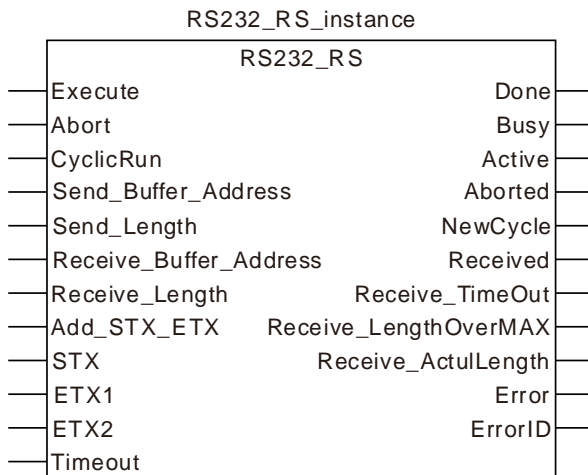 RS232_RS_instance
RS232_RS
Execute Done
Abort Busy
CyclicRun Active
Send_Buffer_Address Aborted
Send_Length NewCycle
Receive_Buffer_Address Received
Receive_Length Receive_TimeOut
Add_STX_ETX Receive_LengthOverMAX
STX Receive_ActulLength
ETX1 Error
ETX2 ErrorID
Timeout